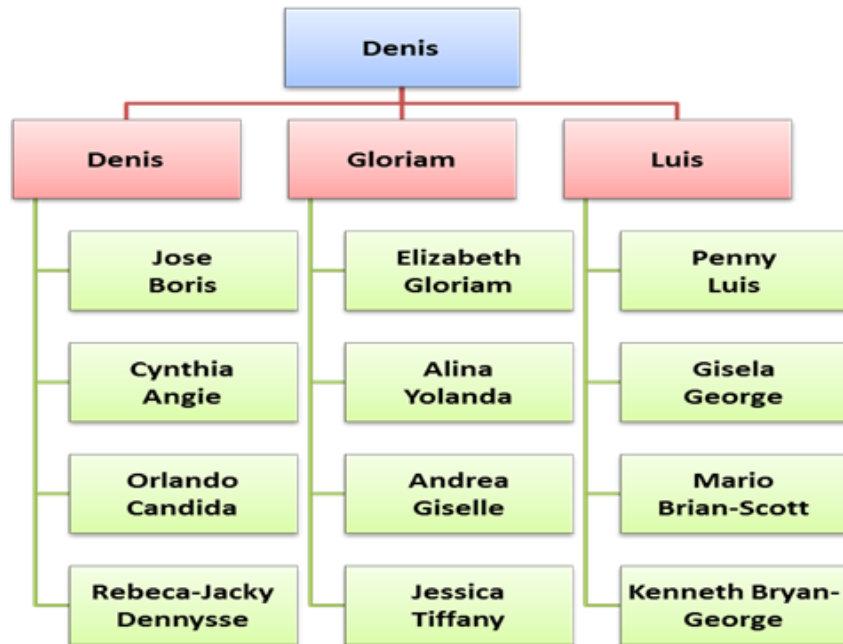 Denis
Denis
Gloriam
Luis
Jose
Boris
Elizabeth
Gloriam
Penny
Luis
Cynthia
Angie
Alina
Yolanda
Gisela
George
Orlando
Candida
Andrea
Giselle
Mario
Brian-Scott
Rebeca-Jacky
Dennysse
Jessica
Tiffany
Kenneth Bryan-
George